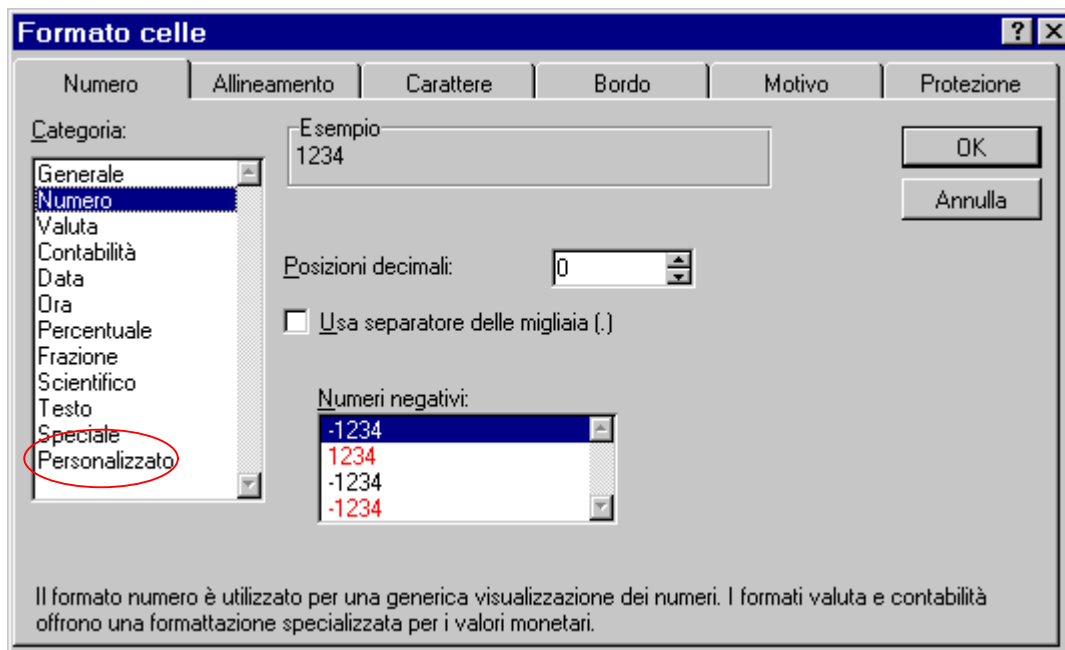 Formato celle
Numero
Allineamento
Carattere
Bordo
Motivo
Protezione
Categoria:
Generale
Numero
Valuta
Contabilità
Data
Ora
Percentuale
Frazione
Scientifico
Testo
Speciale
Personalizzato
Esempio
1234
OK
Annulla
Posizioni decimali:
0
Usa separatore delle migliaia (.)
Numeri negativi:
-1234
1234
-1234
-1234
Il formato numero è utilizzato per una generica visualizzazione dei numeri. I formati valuta e contabilità
offrono una formattazione specializzata per i valori monetari.